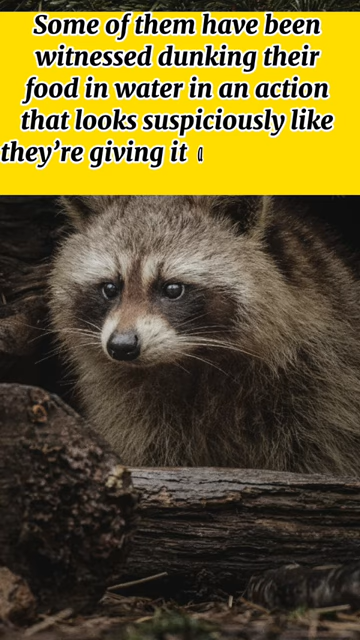 Some of them have been
witnessed dunking their
food in water in an action
that looks suspiciously like
they’re giving it